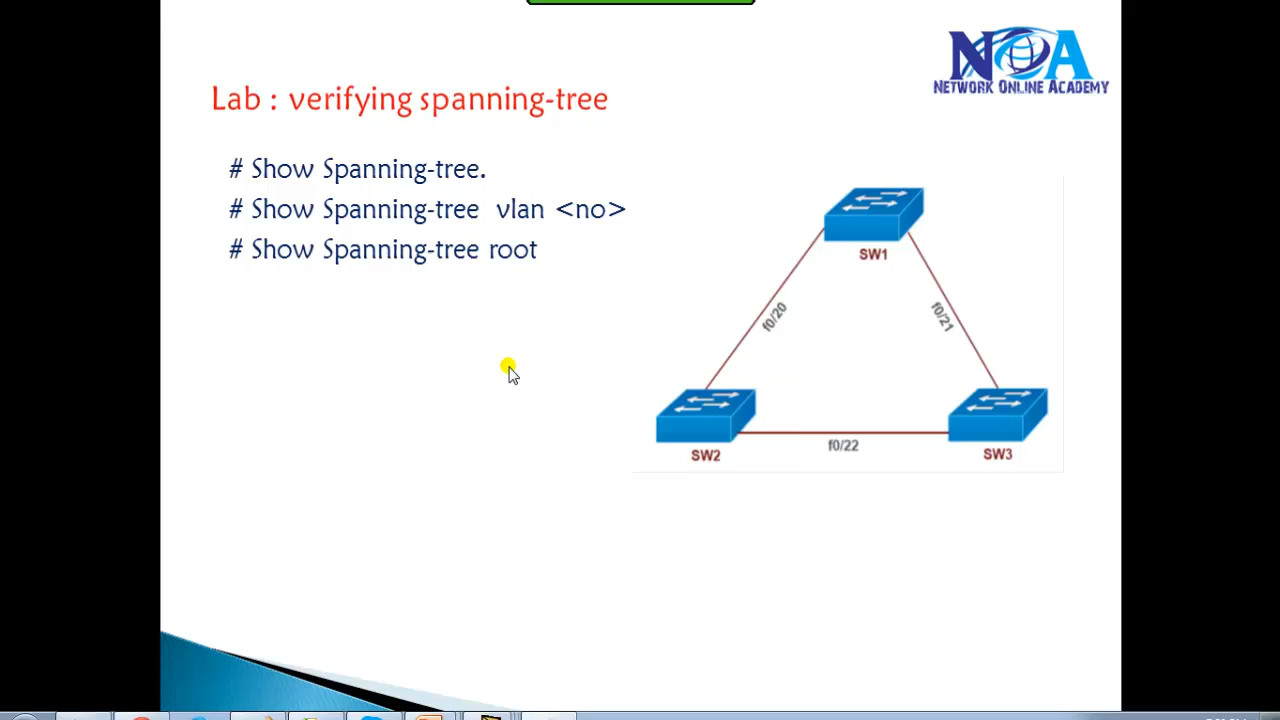 NOA
NETWORK ONLINE ACADEMY
Lab : verifying spanning-tree
# Show Spanning-tree.
# Show Spanning-tree vlan <no>
# Show Spanning-tree root
SW1
f0/20
f0/21
f0/22
SW2
SW3